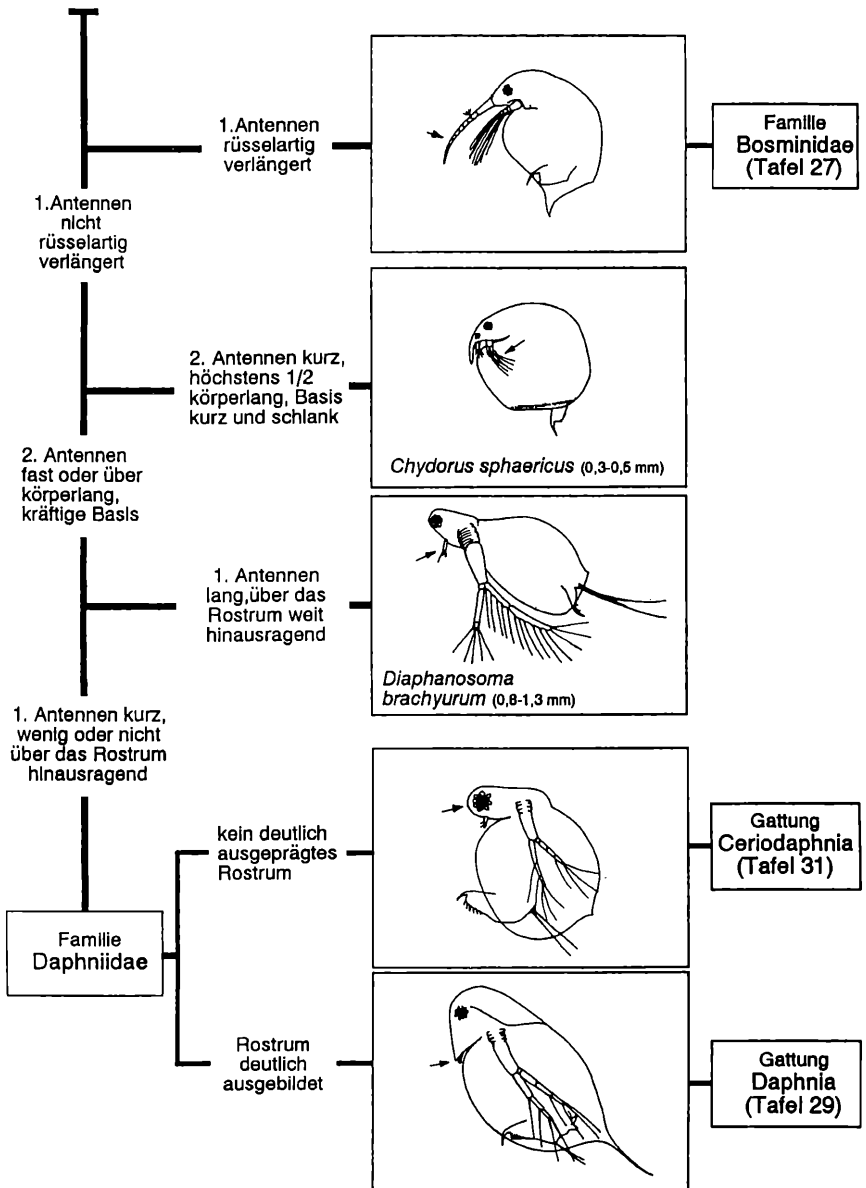 1.Antennen
rüsselartig
verlängert
Familie
Bosminidae
(Tafel 27)
1.Antennen
nicht
rüsselartig
verlängert
2. Antennen kurz,
höchstens 1/2
körperlang, Basis
kurz und schlank
Chydorus sphaericus (0,3-0,5 mm)
2. Antennen
fast oder über
körperlang,
kräftige Basis
1. Antennen
lang,über das
Rostrum weit
hinausragend
Diaphanosoma
brachyurum (0,8-1,3 mm)
1. Antennen kurz,
wenig oder nicht
über das Rostrum
hinausragend
kein deutlich
ausgeprägtes
Rostrum
Gattung
Ceriodaphnia
(Tafel 31)
Familie
Daphniidae
Rostrum
deutlich
ausgebildet
Gattung
Daphnia
(Tafel 29)